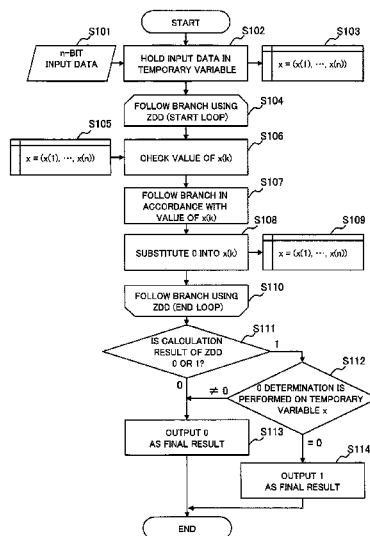 START
S101
n-BIT
INPUT DATA
S102
HOLD INPUT DATA IN
TEMPORARY VARIABLE
S103
x = (x(1), ···, x(n))
S104
FOLLOW BRANCH USING
ZDD (START LOOP)
S105
x = (x(1), ···, x(n))
S106
CHECK VALUE OF x(k)
S107
FOLLOW BRANCH IN
ACCORDANCE WITH
VALUE OF x(k)
S108
SUBSTITUTE 0 INTO x(k)
S109
x = (x(1), ···, x(n))
S110
FOLLOW BRANCH USING
ZDD (END LOOP)
S111
IS CALCULATION
RESULT OF ZDD
0 OR 1?
1
0
S112
0 DETERMINATION IS
PERFORMED ON TEMPORARY
VARIABLE x
≠ 0
= 0
S113
OUTPUT 0
AS FINAL RESULT
S114
OUTPUT 1
AS FINAL RESULT
END